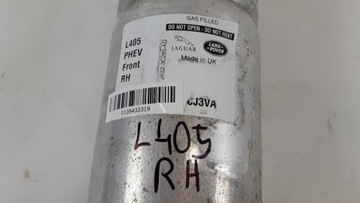 GAS FILLED
DO NOT OPEN - DO NOT HEAT
L405
PHEV
Front
RH
JAGUAR
LAND-
ROVER
Made in UK
CJ3VA
1135432319
L405
RH